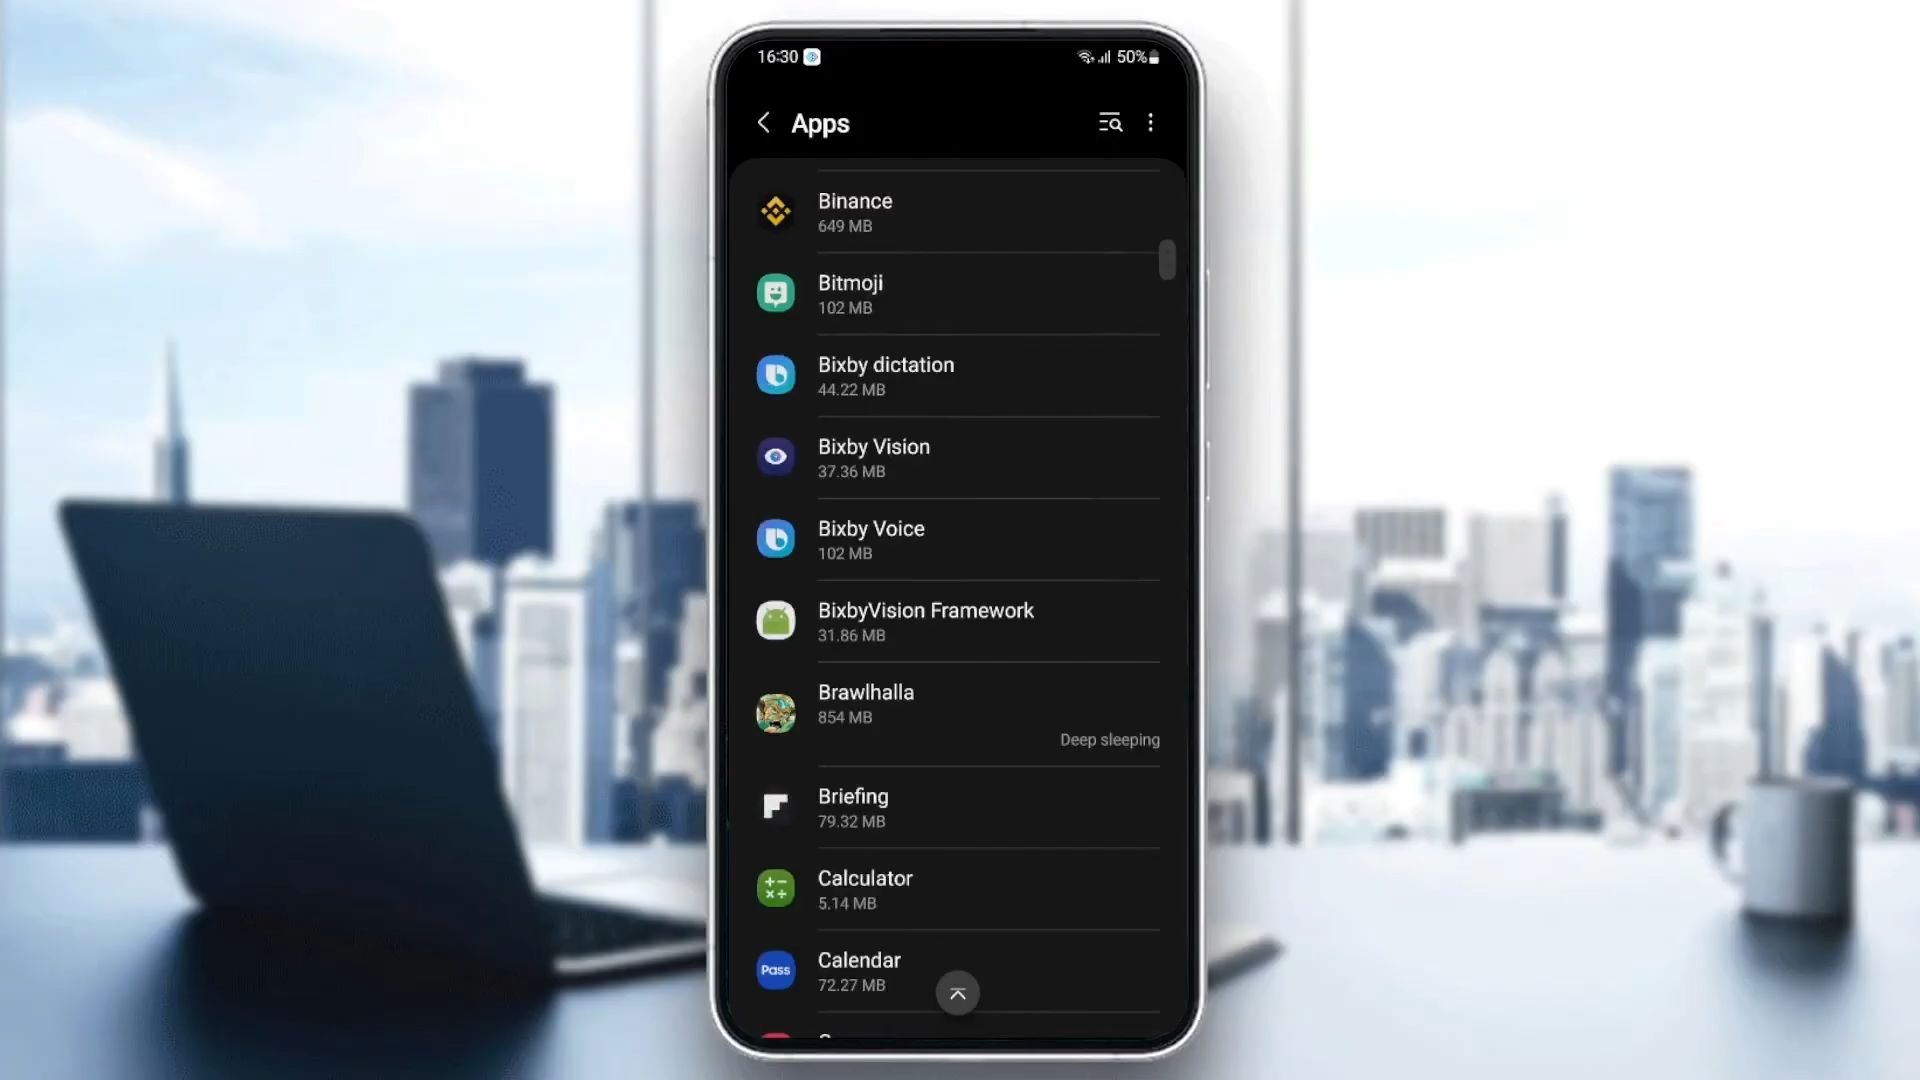 16:30
50%
Apps
Binance
649 MB
Bitmoji
102 MB
Bixby dictation
44.22 MB
Bixby Vision
37.36 MB
Bixby Voice
102 MB
BixbyVision Framework
31.86 MB
Brawlhalla
854 MB
Deep sleeping
Briefing
79.32 MB
Calculator
5.14 MB
Pass
Calendar
72.27 MB